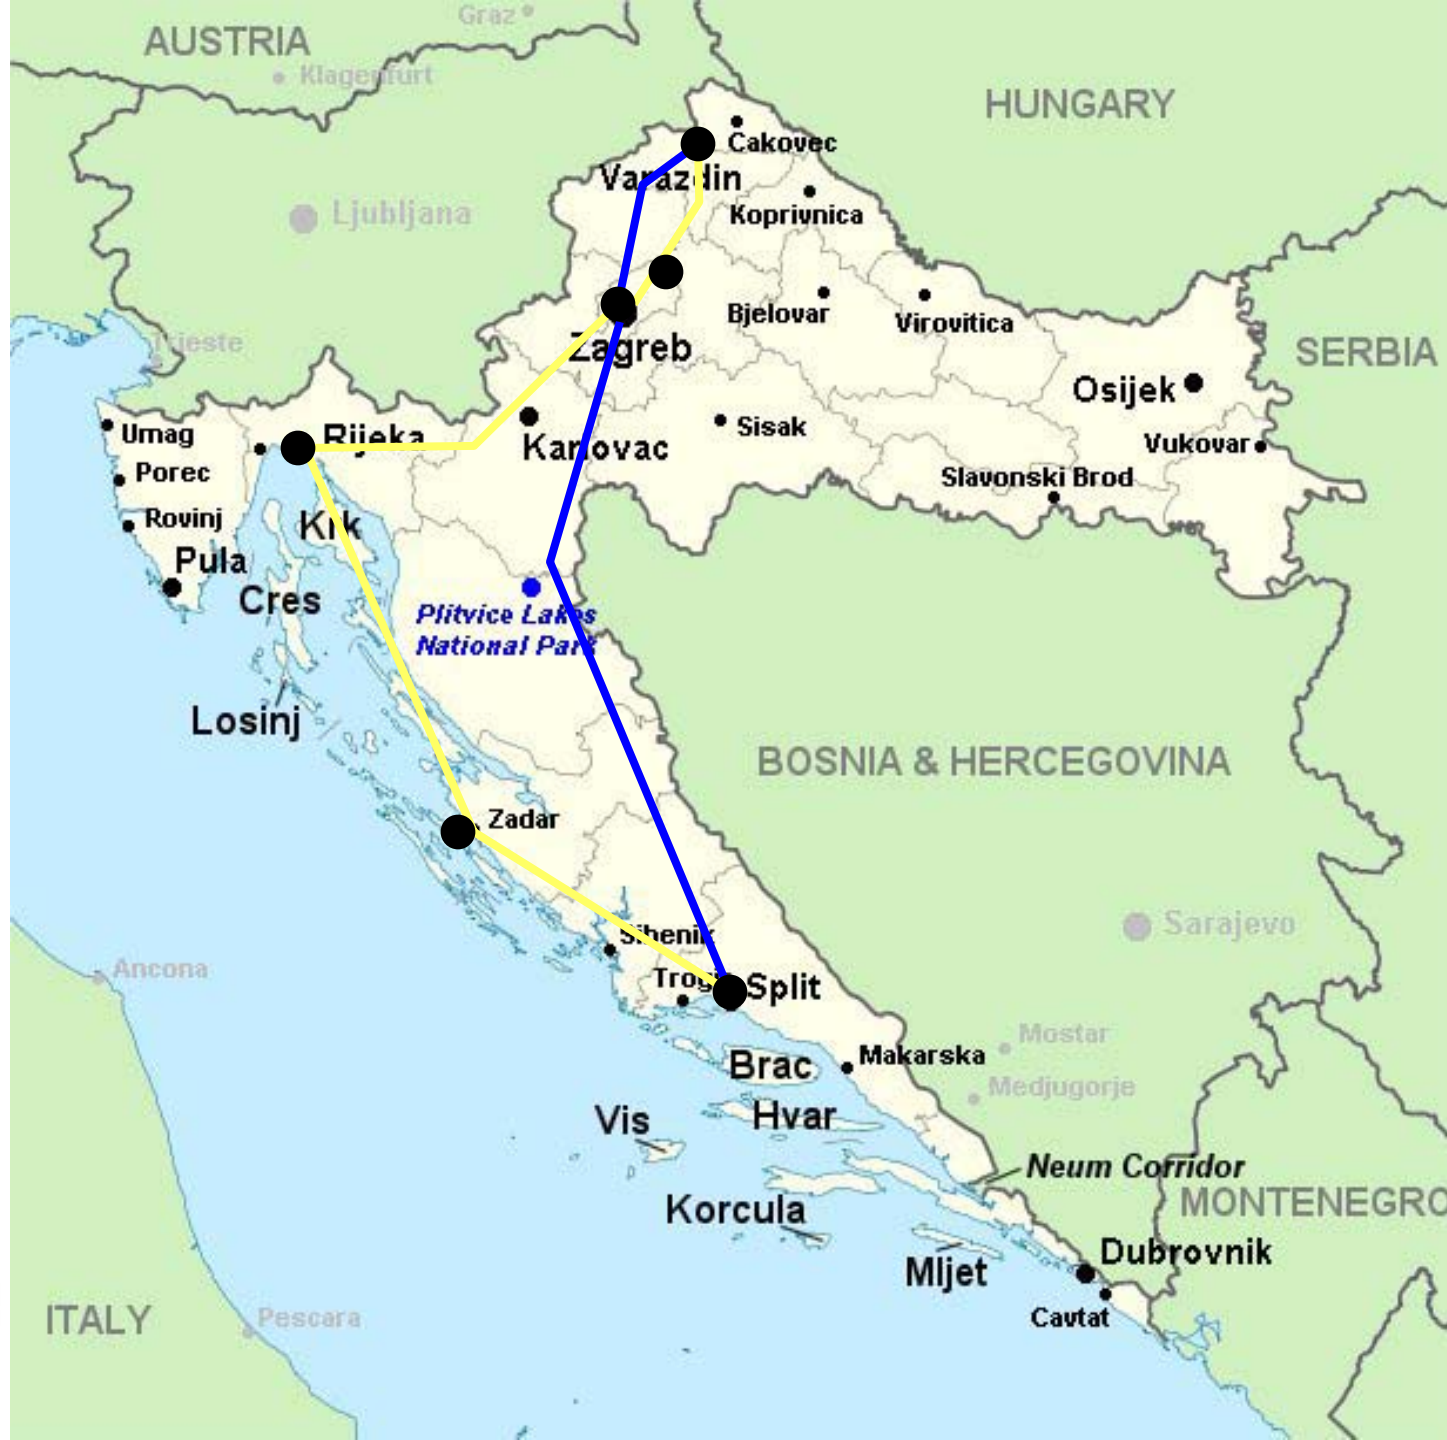 Graz
AUSTRIA
Klagenfurt
HUNGARY
Cakovec
Varazdin
Koprivnica
Ljubljana
Bjelovar
Virovitica
Trieste
Zagreb
SERBIA
Osijek
Umag
Rijeka
Karlovac
Sisak
Vukovar
Porec
Slavonski Brod
Rovinj
Krk
Pula
Cres
Plitvice Lakes
National Park
Losinj
BOSNIA & HERCEGOVINA
Zadar
Sarajevo
Sibenik
Ancona
Trogir
Split
Mostar
Makarska
Brac
Medjugorje
Vis
Hvar
Neum Corridor
Korcula
MONTENEGRO
Dubrovnik
Mljet
ITALY
Pescara
Cavtat